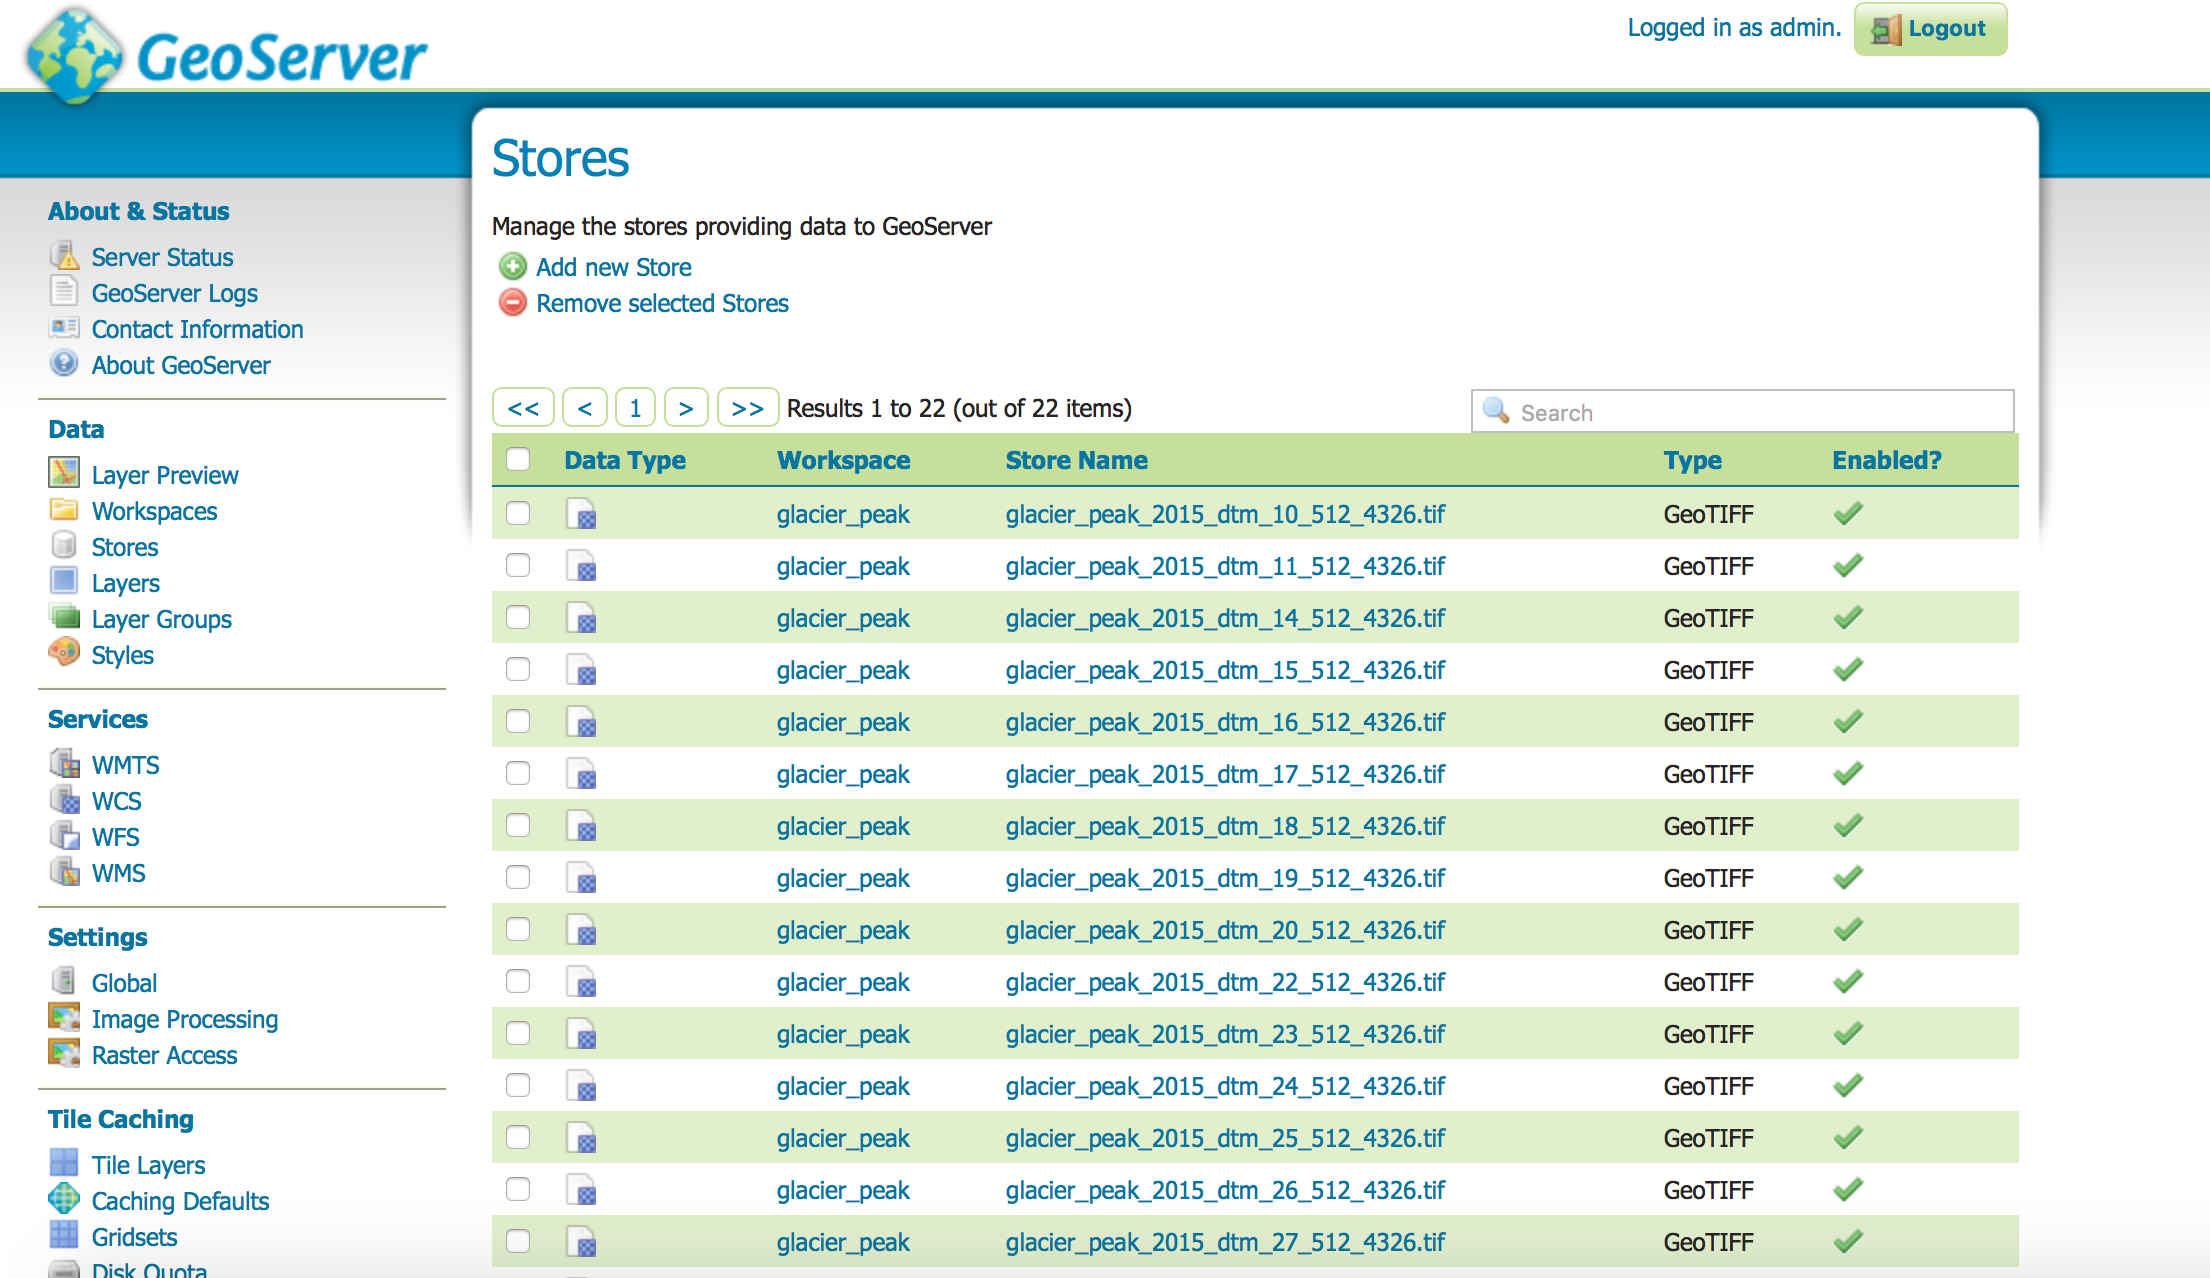 GeoServer
Logged in as admin.
Logout
About & Status
Server Status
GeoServer Logs
Contact Information
About GeoServer
Data
Layer Preview
Workspaces
Stores
Layers
Layer Groups
Styles
Services
WMTS
WCS
WFS
WMS
Settings
Global
Image Processing
Raster Access
Tile Caching
Tile Layers
Caching Defaults
Gridsets
Disk Quota
Stores
Manage the stores providing data to GeoServer
Add new Store
Remove selected Stores
<< < 1 > >> Results 1 to 22 (out of 22 items) Search
Data Type Workspace Store Name Type Enabled?
glacier_peak glacier_peak_2015_dtm_10_512_4326.tif GeoTIFF
glacier_peak glacier_peak_2015_dtm_11_512_4326.tif GeoTIFF
glacier_peak glacier_peak_2015_dtm_14_512_4326.tif GeoTIFF
glacier_peak glacier_peak_2015_dtm_15_512_4326.tif GeoTIFF
glacier_peak glacier_peak_2015_dtm_16_512_4326.tif GeoTIFF
glacier_peak glacier_peak_2015_dtm_17_512_4326.tif GeoTIFF
glacier_peak glacier_peak_2015_dtm_18_512_4326.tif GeoTIFF
glacier_peak glacier_peak_2015_dtm_19_512_4326.tif GeoTIFF
glacier_peak glacier_peak_2015_dtm_20_512_4326.tif GeoTIFF
glacier_peak glacier_peak_2015_dtm_22_512_4326.tif GeoTIFF
glacier_peak glacier_peak_2015_dtm_23_512_4326.tif GeoTIFF
glacier_peak glacier_peak_2015_dtm_24_512_4326.tif GeoTIFF
glacier_peak glacier_peak_2015_dtm_25_512_4326.tif GeoTIFF
glacier_peak glacier_peak_2015_dtm_26_512_4326.tif GeoTIFF
glacier_peak glacier_peak_2015_dtm_27_512_4326.tif GeoTIFF